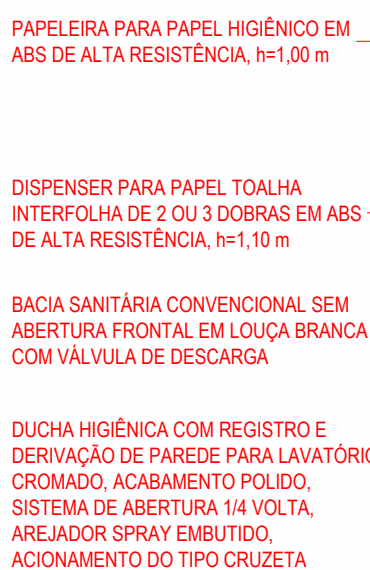 PAPELEIRA PARA PAPEL HIGIÊNICO EM
ABS DE ALTA RESISTÊNCIA, h=1,00 m
DISPENSER PARA PAPEL TOALHA
INTERFOLHA DE 2 OU 3 DOBRAS EM ABS
DE ALTA RESISTÊNCIA, h=1,10 m
BACIA SANITÁRIA CONVENCIONAL SEM
ABERTURA FRONTAL EM LOUÇA BRANCA
COM VÁLVULA DE DESCARGA
DUCHA HIGIÊNICA COM REGISTRO E
DERIVAÇÃO DE PAREDE PARA LAVATÓRIO
CROMADO, ACABAMENTO POLIDO,
SISTEMA DE ABERTURA 1/4 VOLTA,
AREJADOR SPRAY EMBUTIDO,
ACIONAMENTO DO TIPO CRUZETA